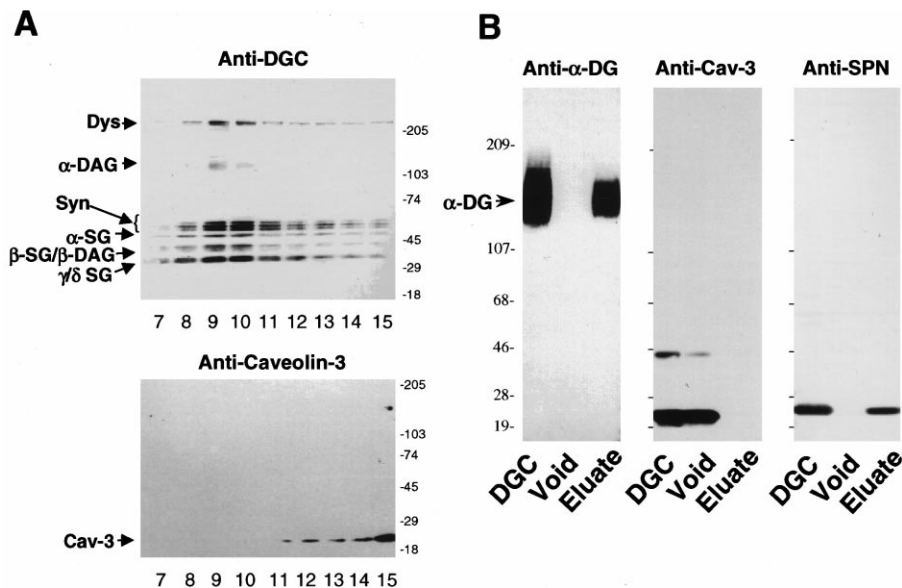 A
Anti-DGC
Dys
α-DAG
Syn
α-SG
β-SG/β-DAG
γ/δ SG
-205
-103
-74
-45
-29
-18
7 8 9 10 11 12 13 14 15
Anti-Caveolin-3
Cav-3
-205
-103
-74
-45
-29
-18
7 8 9 10 11 12 13 14 15
B
Anti-α-DG Anti-Cav-3 Anti-SPN
α-DG
209-
107-
68-
46-
28-
19-
DGC Void Eluate
DGC Void Eluate
DGC Void Eluate